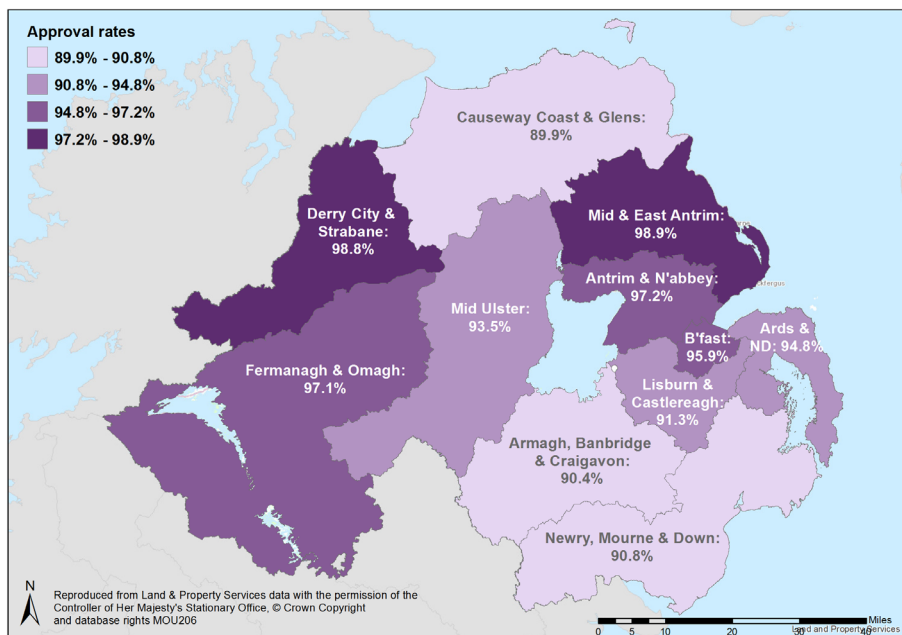 Approval rates
89.9% - 90.8%
90.8% - 94.8%
94.8% - 97.2%
97.2% - 98.9%
Causeway Coast & Glens:
89.9%
Derry City &
Strabane:
98.8%
Mid & East Antrim:
98.9%
Antrim & N'abbey:
97.2%
Mid Ulster:
93.5%
B'fast:
95.9%
Ards &
ND: 94.8%
Fermanagh & Omagh:
97.1%
Lisburn &
Castlereagh:
91.3%
Armagh, Banbridge
& Craigavon:
90.4%
Newry, Mourne & Down:
90.8%
N
Reproduced from Land & Property Services data with the permission of the
Controller of Her Majesty's Stationary Office, © Crown Copyright
and database rights MOU206
Miles
Land and Property Services
0 5 10 20 30 40